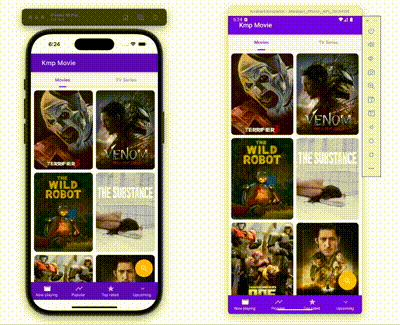 6:24
Kmp Movie
Movies
TV Series
TERRIFIER
VENOM
THE
WILD
ROBOT
THE SUBSTANCE
Now playing
Popular
Top rated
Upcoming
6:24
Kmp Movie
Movies
TV Series
TERRIFIER
VENOM
THE
WILD
ROBOT
THE SUBSTANCE
Now playing
Popular
Top rated
Upcoming